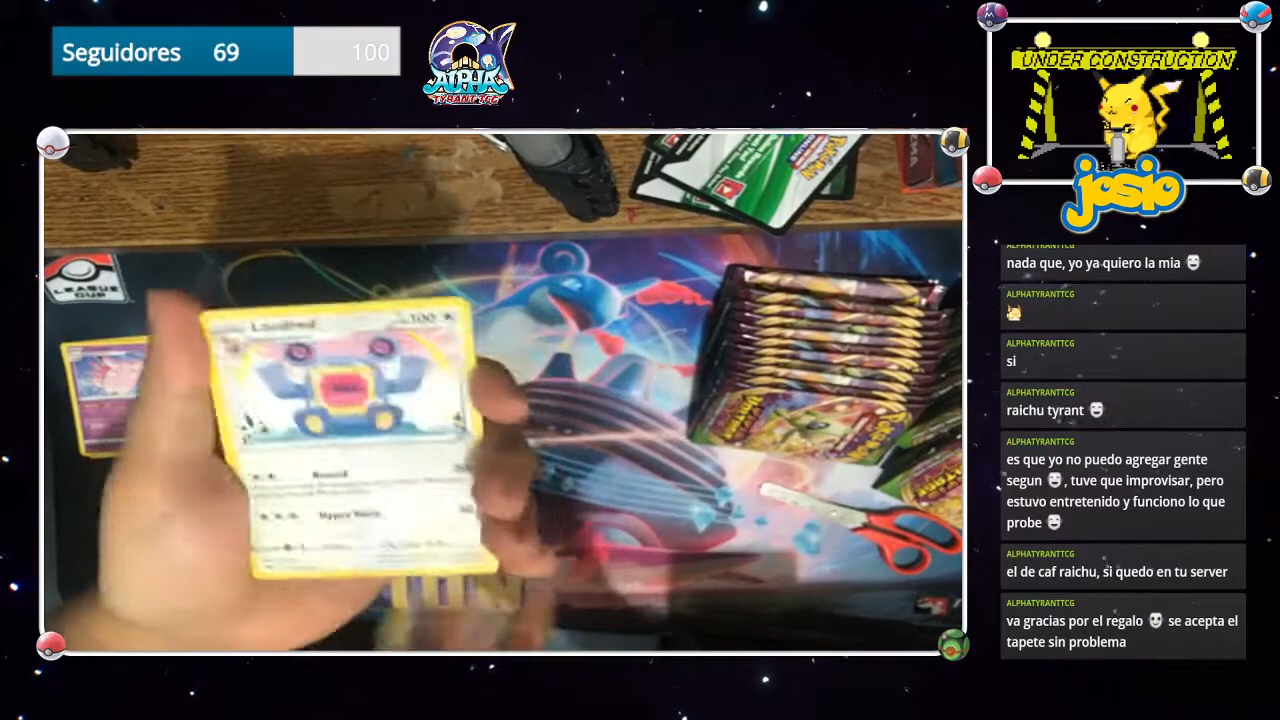 Seguidores 69 100
ALPHA
TYRANT TCG
UNDER CONSTRUCTION
josio
LEAGUE
CUP
Loudred 100
Round
Hyper Voice
ALPHATYRANTTCG
nada que, yo ya quiero la mia
ALPHATYRANTTCG
ALPHATYRANTTCG
si
ALPHATYRANTTCG
raichu tyrant
ALPHATYRANTTCG
es que yo no puedo agregar gente
segun , tuve que improvisar, pero
estuvo entretenido y funciono lo que
probe
ALPHATYRANTTCG
el de caf raichu, si quedo en tu server
ALPHATYRANTTCG
va gracias por el regalo se acepta el
tapete sin problema